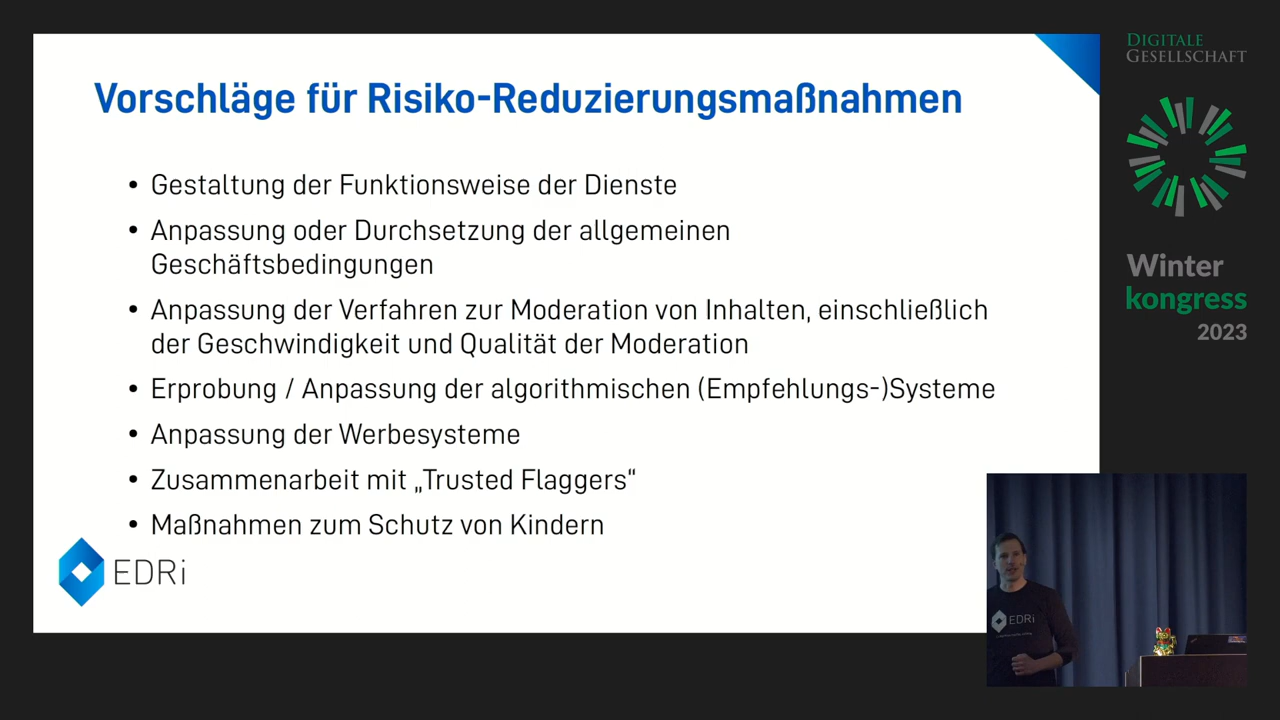 Vorschläge für Risiko-Reduzierungsmaßnahmen
• Gestaltung der Funktionsweise der Dienste
• Anpassung oder Durchsetzung der allgemeinen
Geschäftsbedingungen
• Anpassung der Verfahren zur Moderation von Inhalten, einschließlich
der Geschwindigkeit und Qualität der Moderation
• Erprobung / Anpassung der algorithmischen (Empfehlungs-)Systeme
• Anpassung der Werbesysteme
• Zusammenarbeit mit „Trusted Flaggers“
• Maßnahmen zum Schutz von Kindern
EDRi
DIGITALE
GESELLSCHAFT
Winter
kongress
2023
EDRi